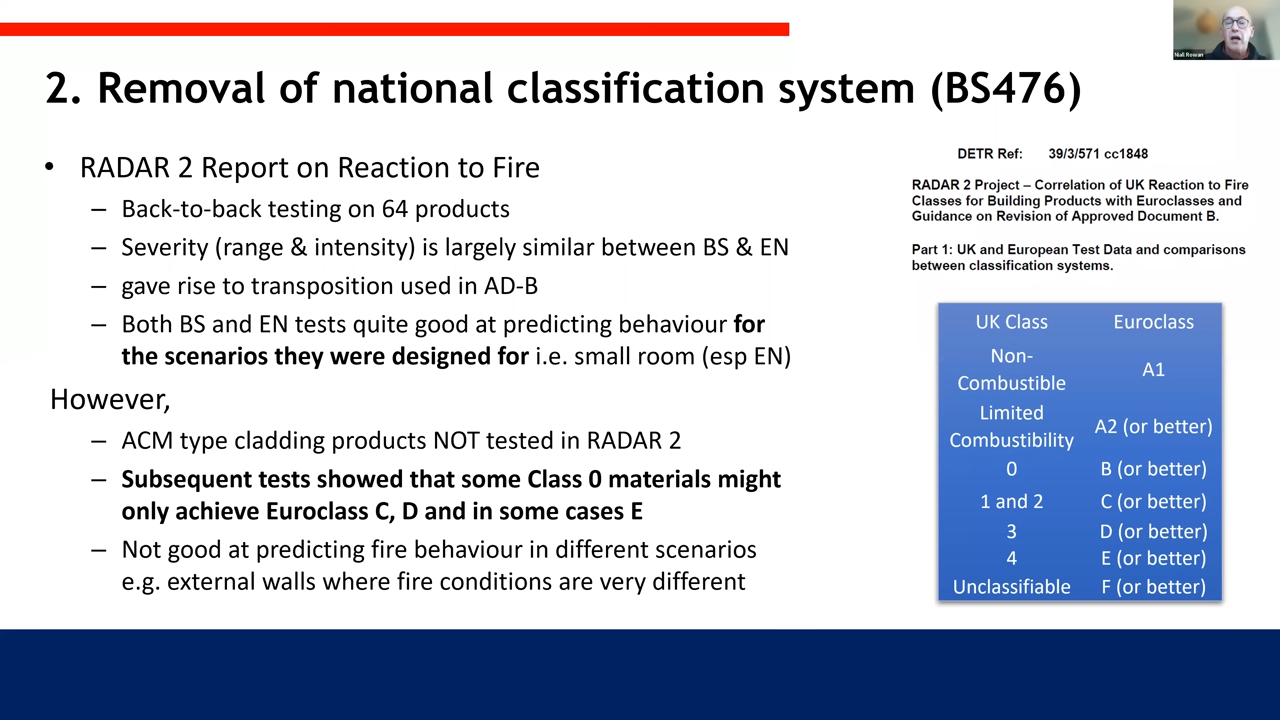 Niall Rowan
2. Removal of national classification system (BS476)
• RADAR 2 Report on Reaction to Fire
– Back-to-back testing on 64 products
– Severity (range & intensity) is largely similar between BS & EN
– gave rise to transposition used in AD-B
– Both BS and EN tests quite good at predicting behaviour for
the scenarios they were designed for i.e. small room (esp EN)
However,
– ACM type cladding products NOT tested in RADAR 2
– Subsequent tests showed that some Class 0 materials might
only achieve Euroclass C, D and in some cases E
– Not good at predicting fire behaviour in different scenarios
e.g. external walls where fire conditions are very different
DETR Ref: 39/3/571 cc1848
RADAR 2 Project – Correlation of UK Reaction to Fire
Classes for Building Products with Euroclasses and
Guidance on Revision of Approved Document B.
Part 1: UK and European Test Data and comparisons
between classification systems.
UK Class Euroclass
Non-
Combustible A1
Limited
Combustibility A2 (or better)
0 B (or better)
1 and 2 C (or better)
3 D (or better)
4 E (or better)
Unclassifiable F (or better)